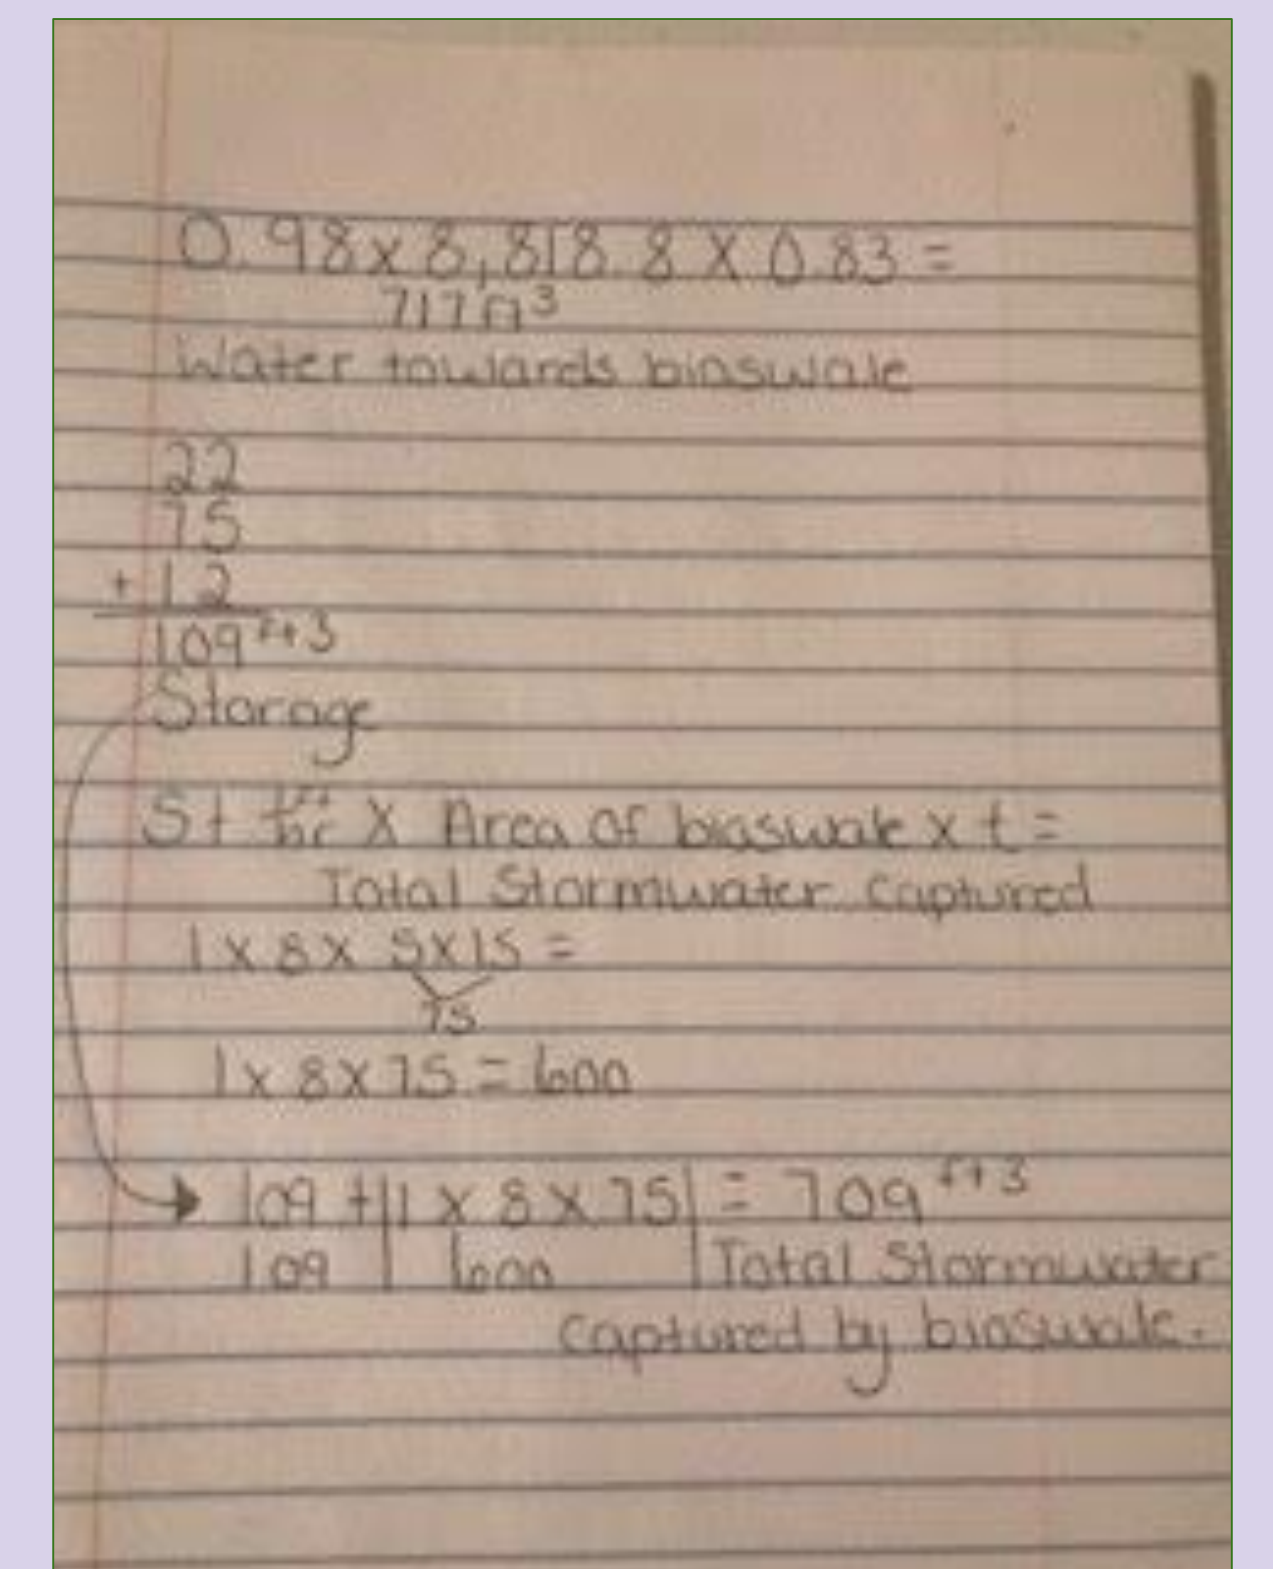 0.98 x 8,818.8 X 0.83 =
717 ft³
Water towards bioswale
22
75
+ 12
109 ft3
Storage
S + ft/hr X Area of bioswale x t =
Total Stormwater captured
1 x 8 x 5 x 15 =
75
1 x 8 x 75 = 600
109 + | 1 x 8 x 75 | = 709 ft3
109 | 600 | Total Stormwater
captured by bioswale.